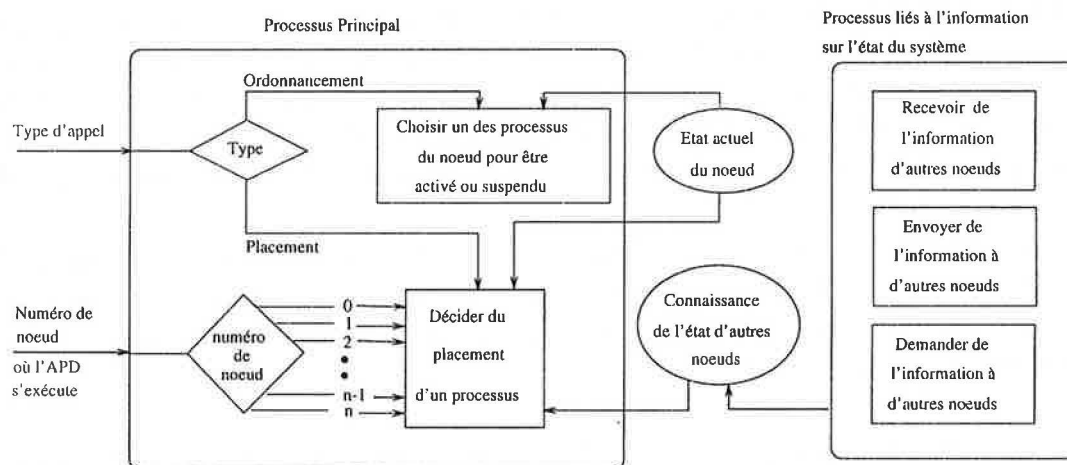 Processus Principal
Processus liés à l'information
sur l'état du système
Ordonnancement
Type d'appel
Type
Choisir un des processus
du noeud pour être
activé ou suspendu
Etat actuel
du noeud
Recevoir de
l'information
d'autres noeuds
Placement
Envoyer de
l'information à
d'autres noeuds
Numéro de
noeud
où l'APD
s'exécute
numéro
de
noeud
0
1
2
n-1
n
Décider du
placement
d'un processus
Connaissance
de l'état d'autres
noeuds
Demander de
l'information à
d'autres noeuds